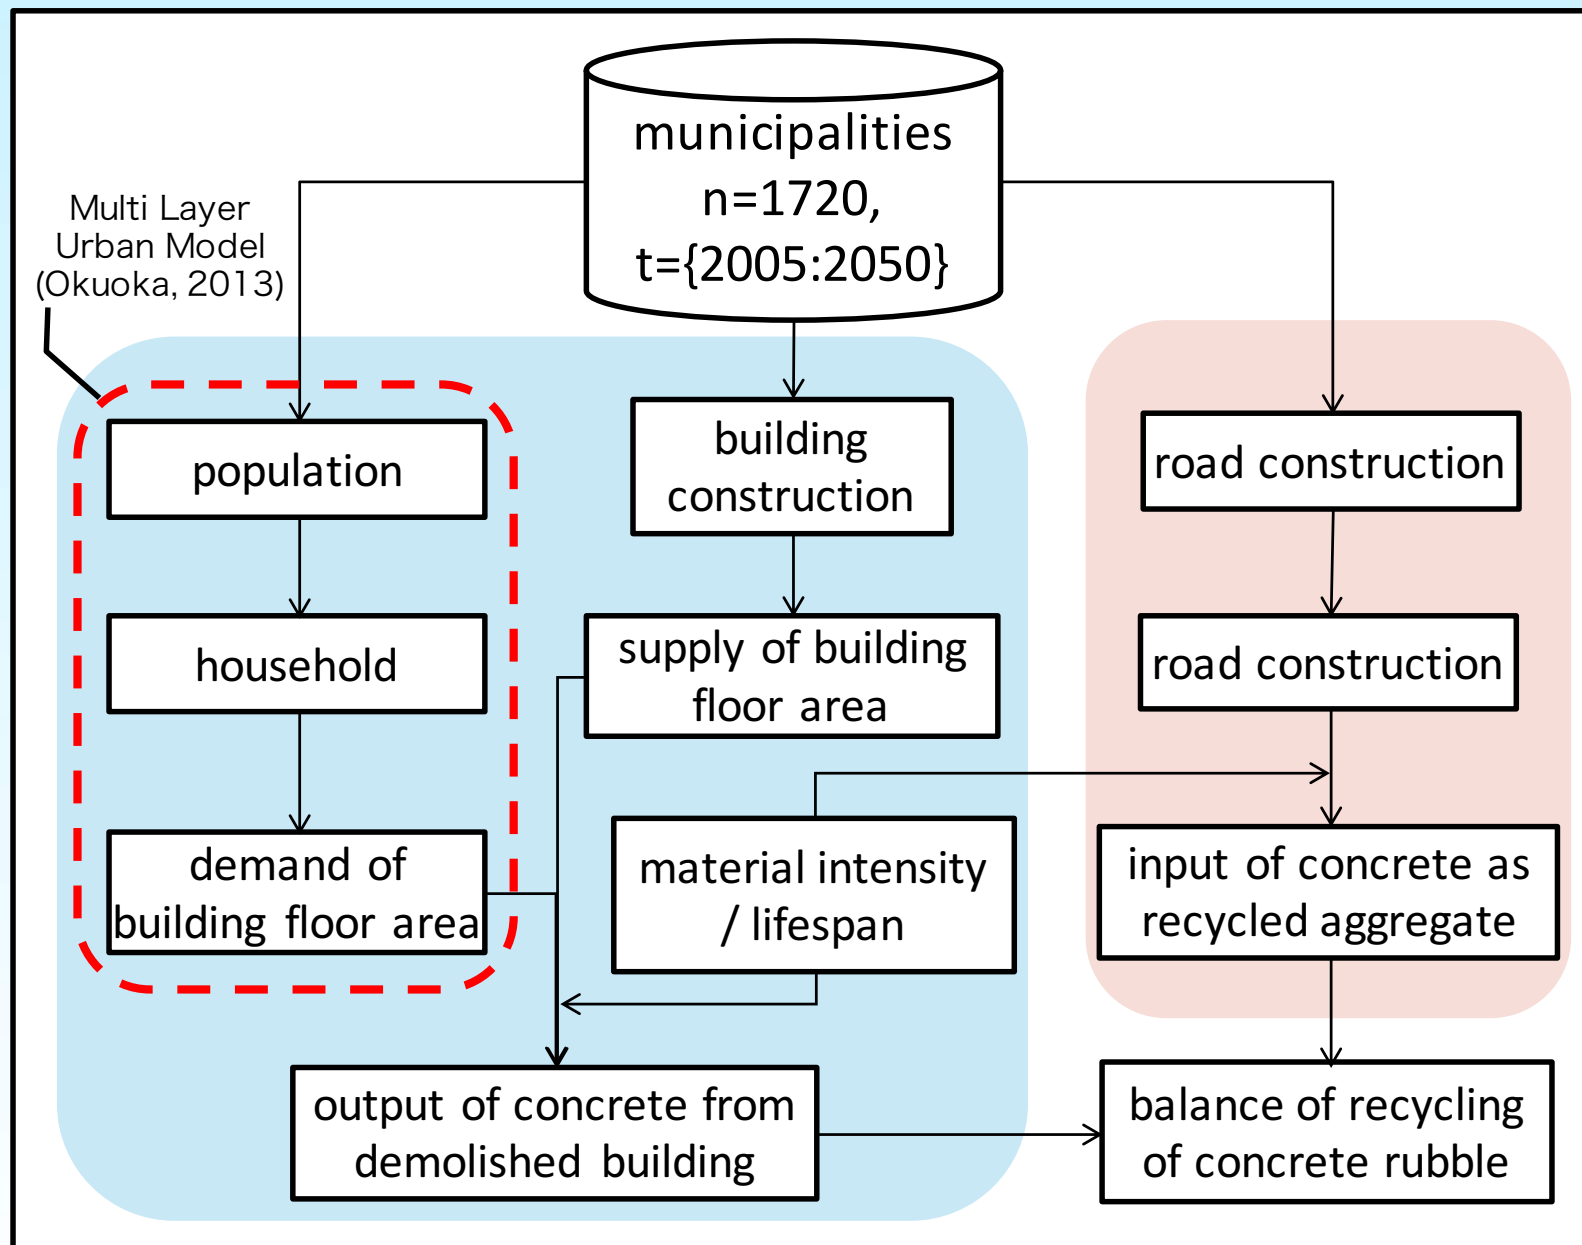 municipalities
n=1720,
t={2005:2050}
Multi Layer
Urban Model
(Okuoka, 2013)
population
building
construction
road construction
household
supply of building
floor area
road construction
demand of
building floor area
material intensity
/ lifespan
input of concrete as
recycled aggregate
output of concrete from
demolished building
balance of recycling
of concrete rubble